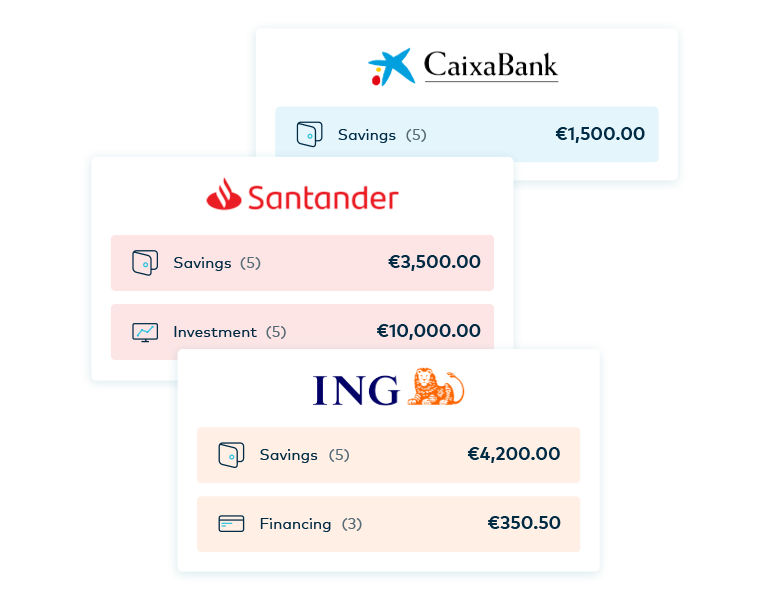 CaixaBank
Savings (5) €1,500.00
Santander
Savings (5) €3,500.00
Investment (5) €10,000.00
ING
Savings (5) €4,200.00
Financing (3) €350.50